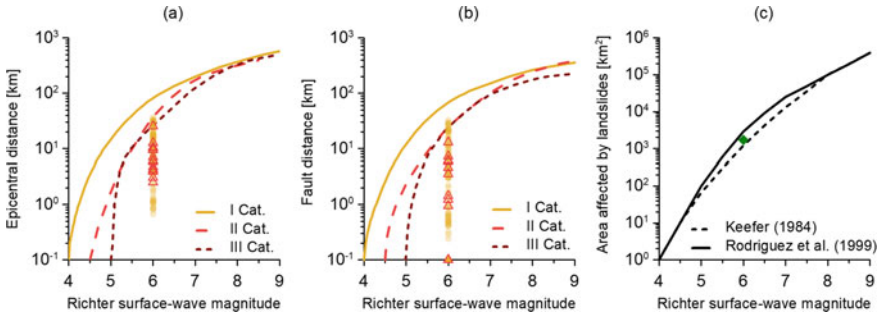 (a)
Epicentral distance [km]
10³
10²
10¹
10⁰
10⁻¹
4 5 6 7 8 9
Richter surface-wave magnitude
I Cat.
II Cat.
III Cat.
(b)
Fault distance [km]
10³
10²
10¹
10⁰
10⁻¹
4 5 6 7 8 9
Richter surface-wave magnitude
I Cat.
II Cat.
III Cat.
(c)
Area affected by landslides [km²]
10⁶
10⁵
10⁴
10³
10²
10¹
10⁰
4 5 6 7 8 9
Richter surface-wave magnitude
Keefer (1984)
Rodriguez et al. (1999)